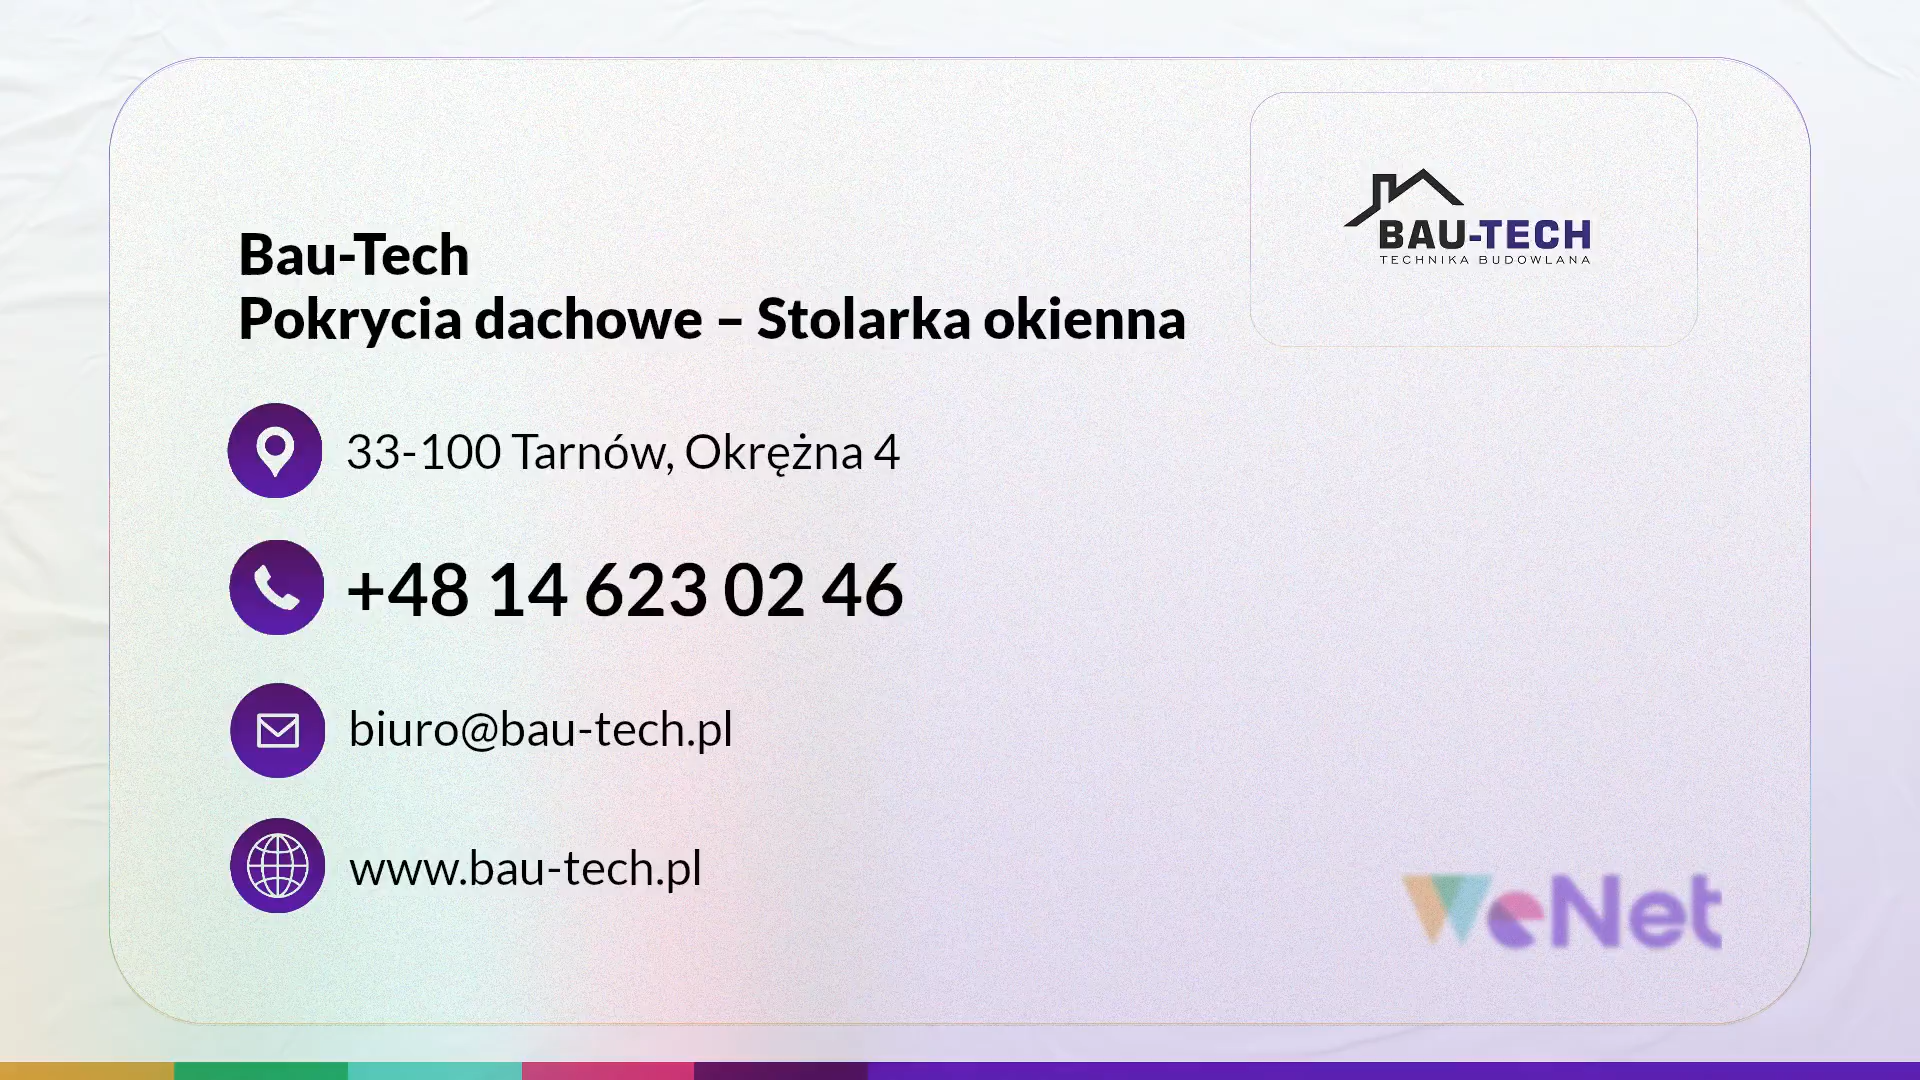 BAU-TECH
TECHNIKA BUDOWLANA
Bau-Tech
Pokrycia dachowe – Stolarka okienna
33-100 Tarnów, Okrężna 4
+48 14 623 02 46
biuro@bau-tech.pl
www.bau-tech.pl
WeNet